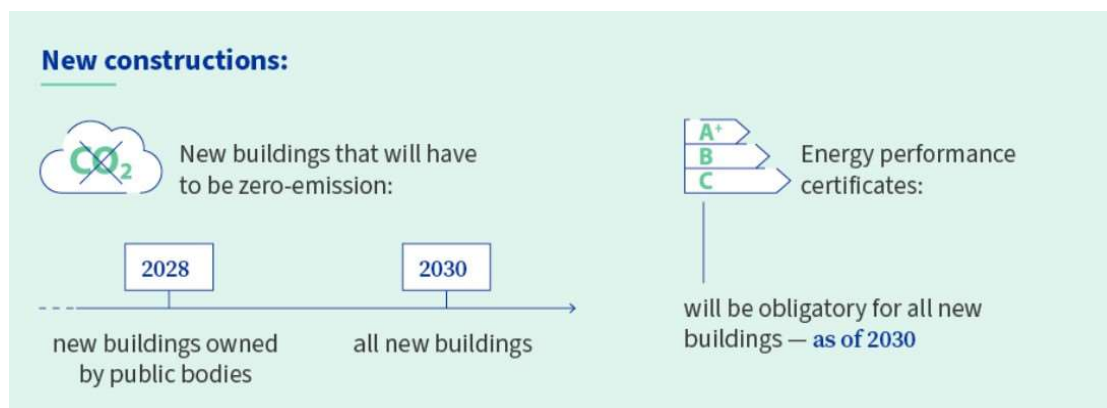 New constructions:
CO₂
New buildings that will have
to be zero-emission:
2028
2030
new buildings owned
by public bodies
all new buildings
A⁺
B
C
Energy performance
certificates:
will be obligatory for all new
buildings — as of 2030